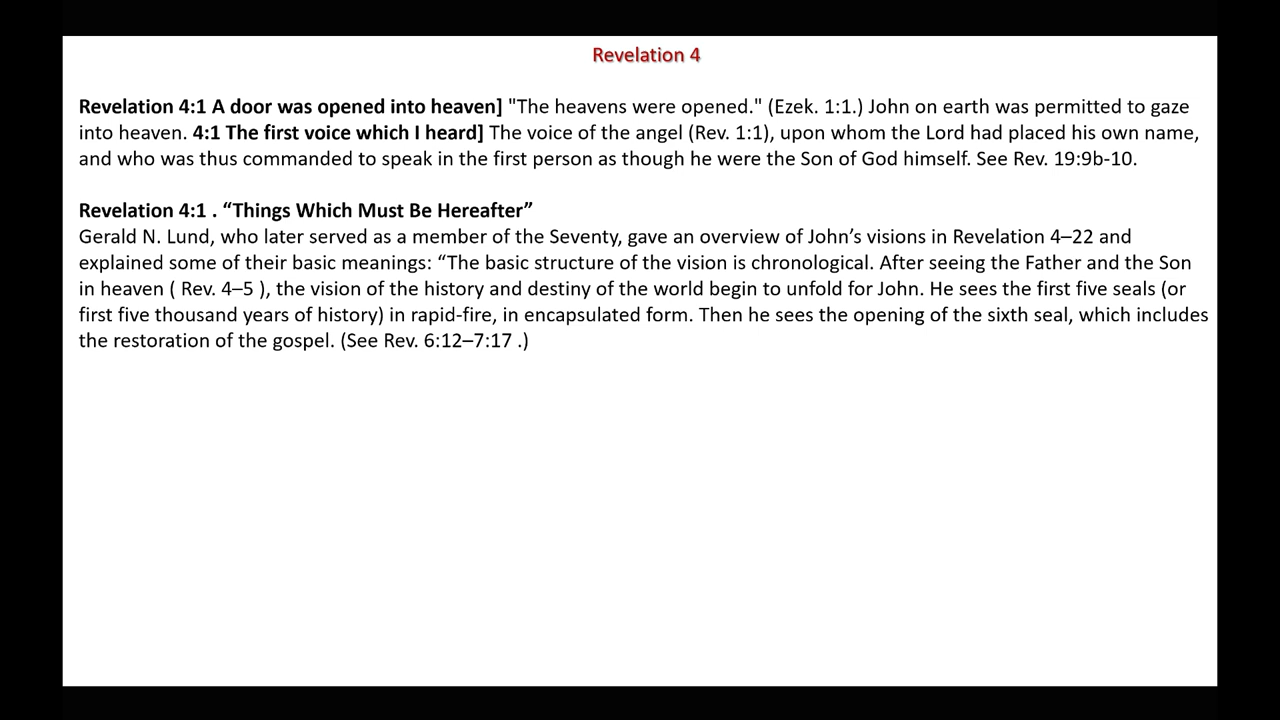 Revelation 4
Revelation 4:1 A door was opened into heaven] "The heavens were opened." (Ezek. 1:1.) John on earth was permitted to gaze
into heaven. 4:1 The first voice which I heard] The voice of the angel (Rev. 1:1), upon whom the Lord had placed his own name,
and who was thus commanded to speak in the first person as though he were the Son of God himself. See Rev. 19:9b-10.
Revelation 4:1 . “Things Which Must Be Hereafter”
Gerald N. Lund, who later served as a member of the Seventy, gave an overview of John’s visions in Revelation 4–22 and
explained some of their basic meanings: “The basic structure of the vision is chronological. After seeing the Father and the Son
in heaven ( Rev. 4–5 ), the vision of the history and destiny of the world begin to unfold for John. He sees the first five seals (or
first five thousand years of history) in rapid-fire, in encapsulated form. Then he sees the opening of the sixth seal, which includes
the restoration of the gospel. (See Rev. 6:12–7:17 .)